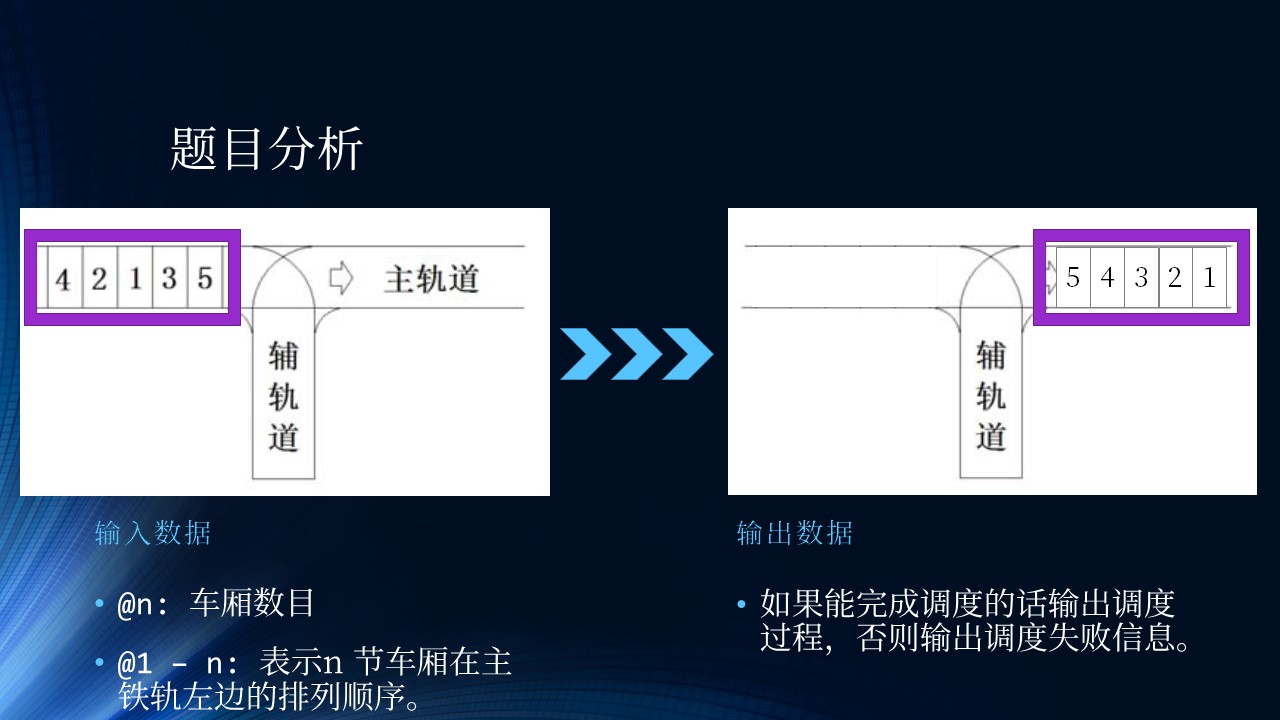 题目分析
4 2 1 3 5
主轨道
辅
轨
道
5 4 3 2 1
辅
轨
道
输入数据
• @n: 车厢数目
• @1 – n: 表示n 节车厢在主
铁轨左边的排列顺序。
输出数据
• 如果能完成调度的话输出调度
过程，否则输出调度失败信息。